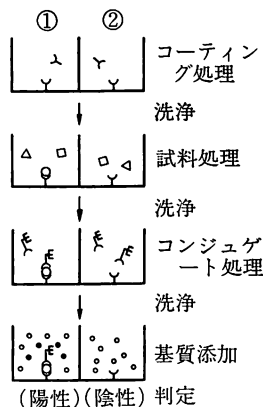 ① ②
コーティ
ング処理
洗浄
試料処理
洗浄
コンジュゲ
ート処理
洗浄
基質添加
(陽性) (陰性) 判定